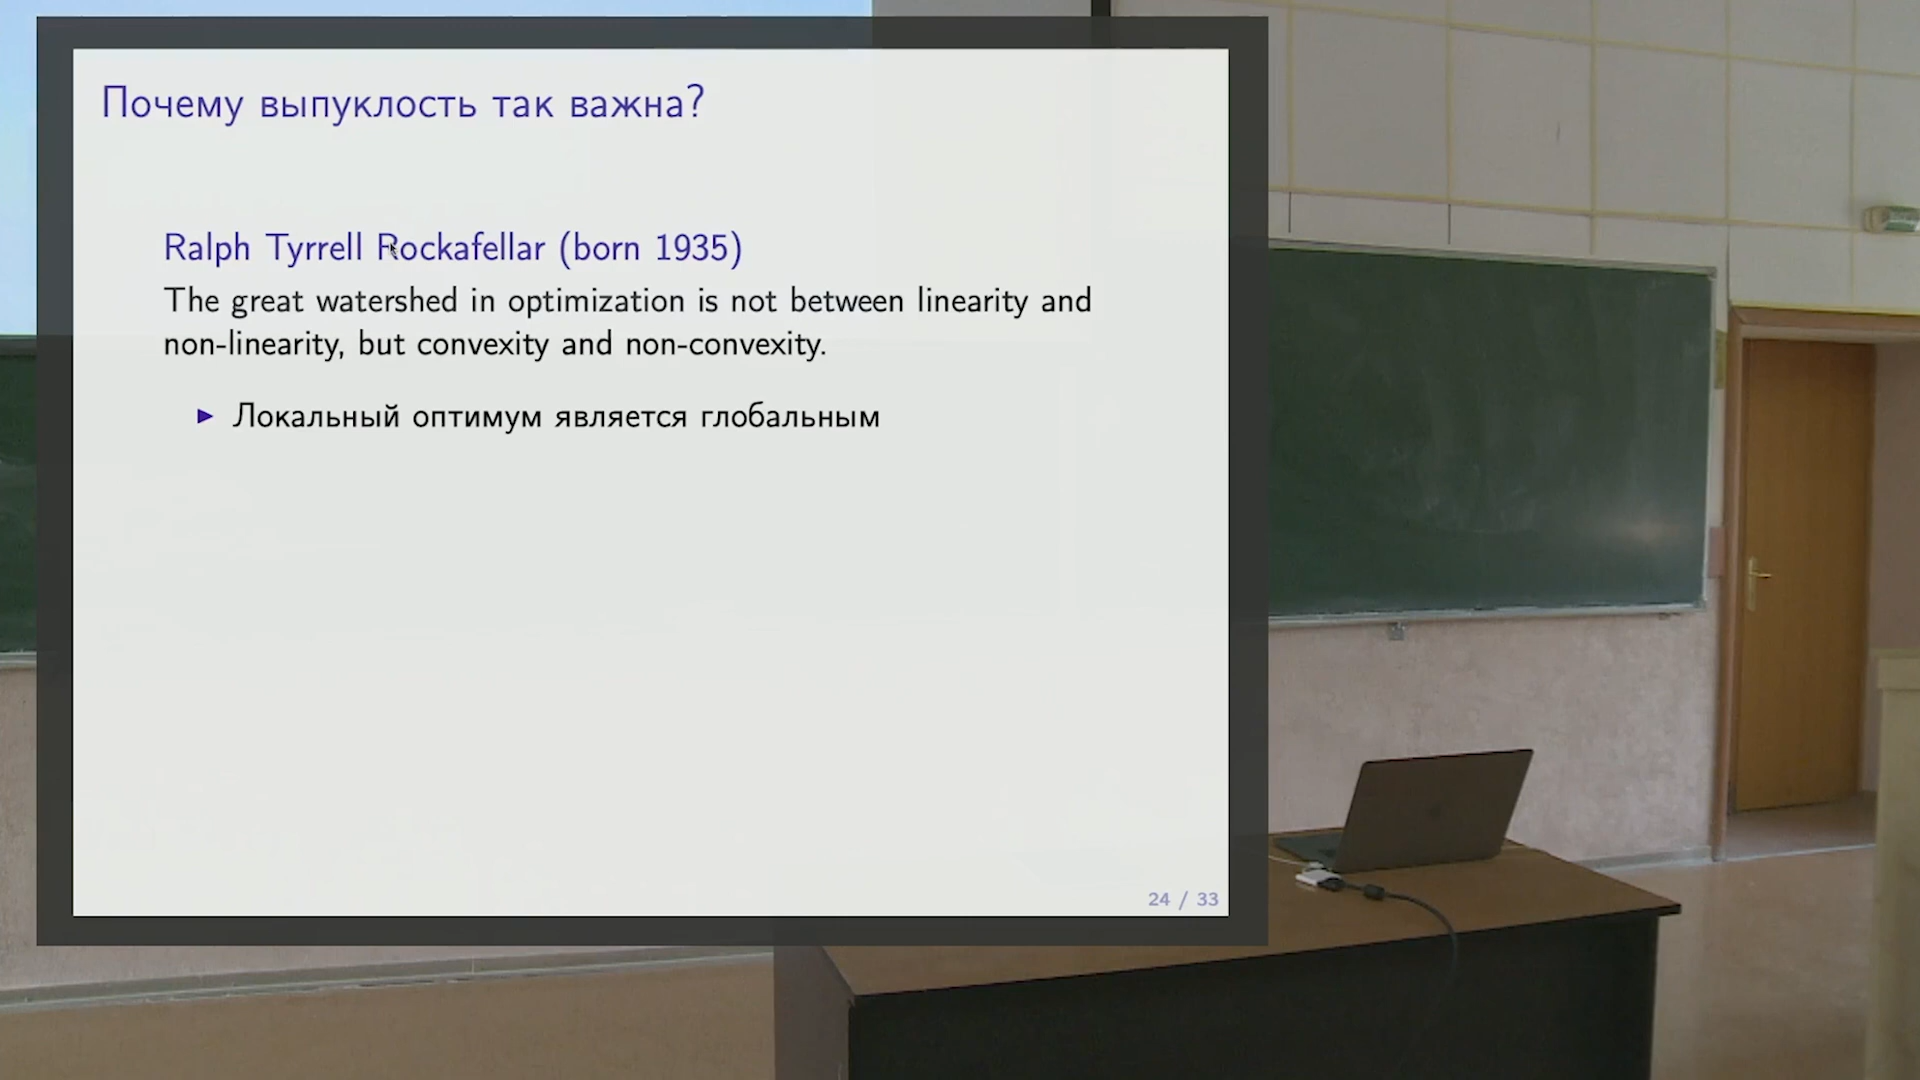 Почему выпуклость так важна?
Ralph Tyrrell Rockafellar (born 1935)
The great watershed in optimization is not between linearity and
non-linearity, but convexity and non-convexity.
▶ Локальный оптимум является глобальным
24 / 33